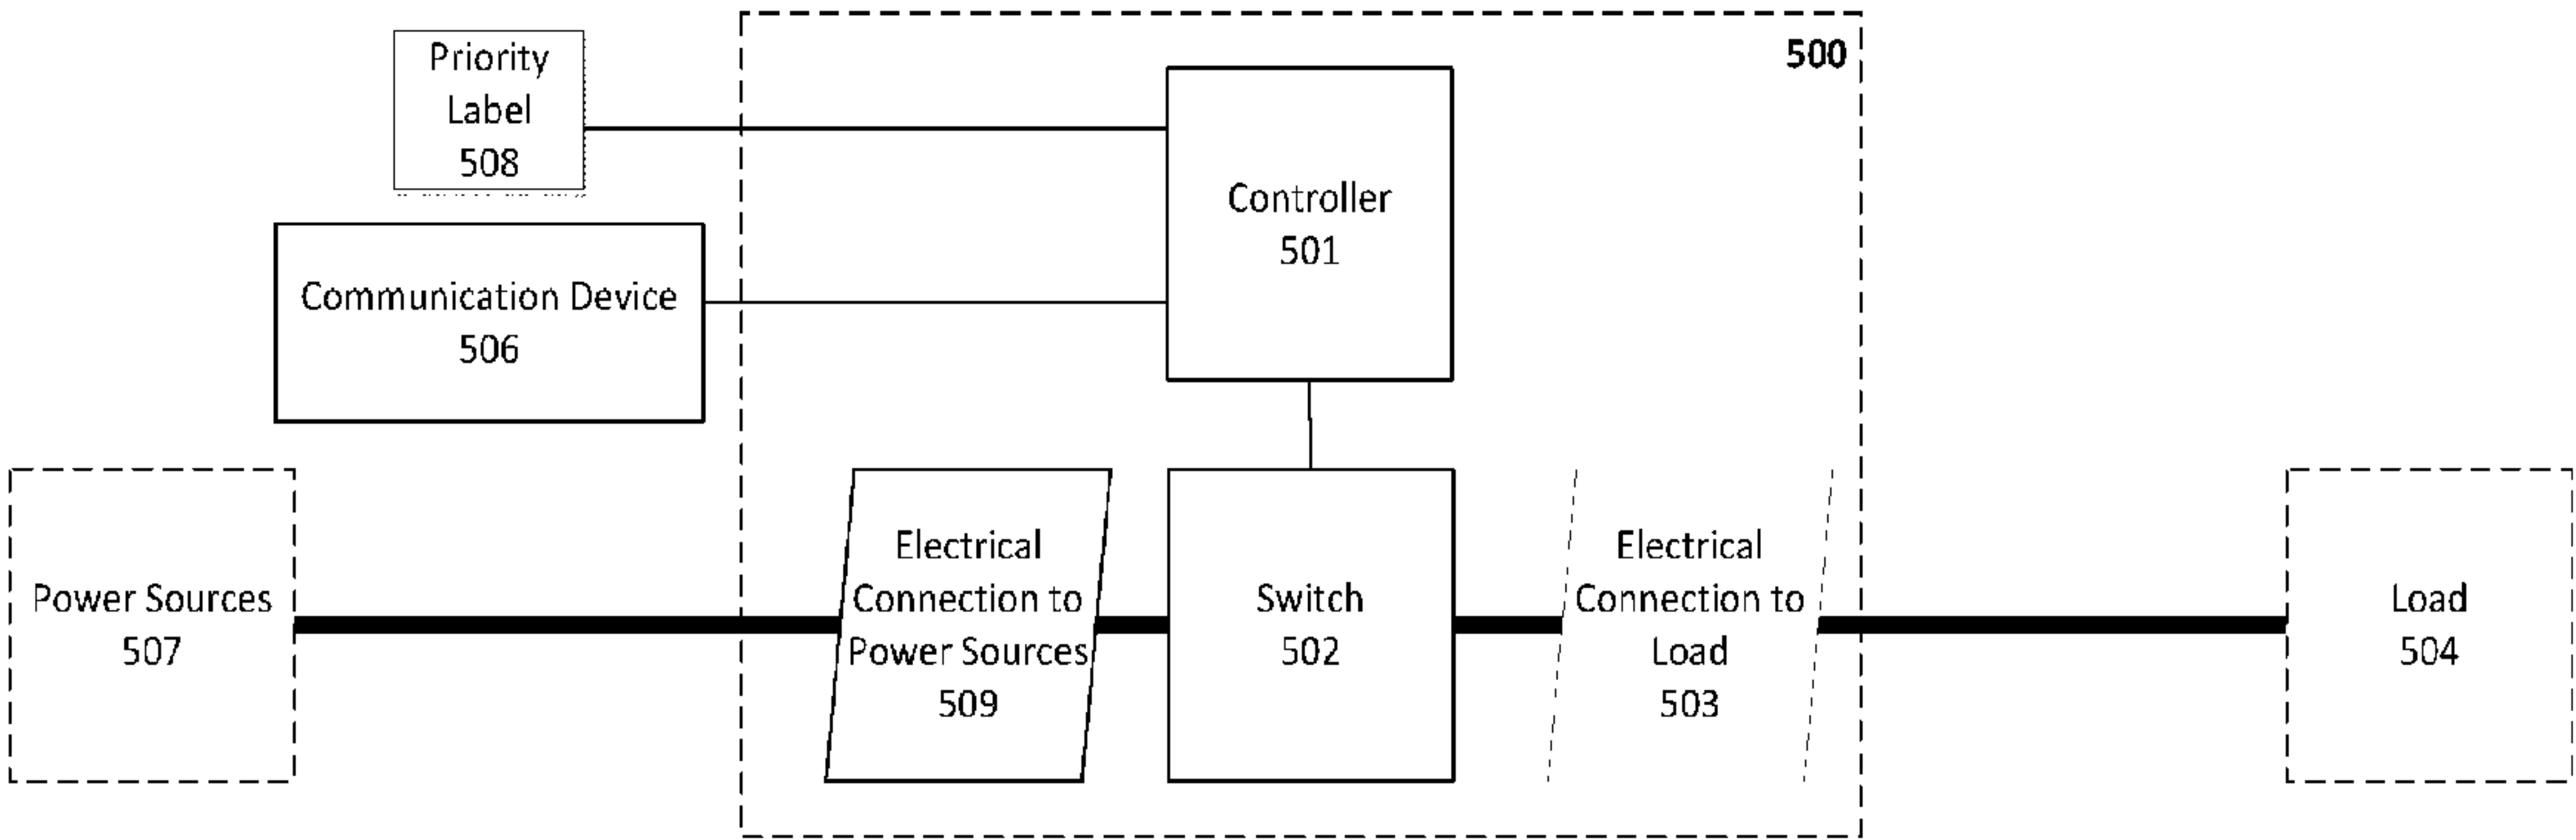 500
Priority
Label
508
Controller
501
Communication Device
506
Power Sources
507
Electrical
Connection to
Power Sources
509
Switch
502
Electrical
Connection to
Load
503
Load
504